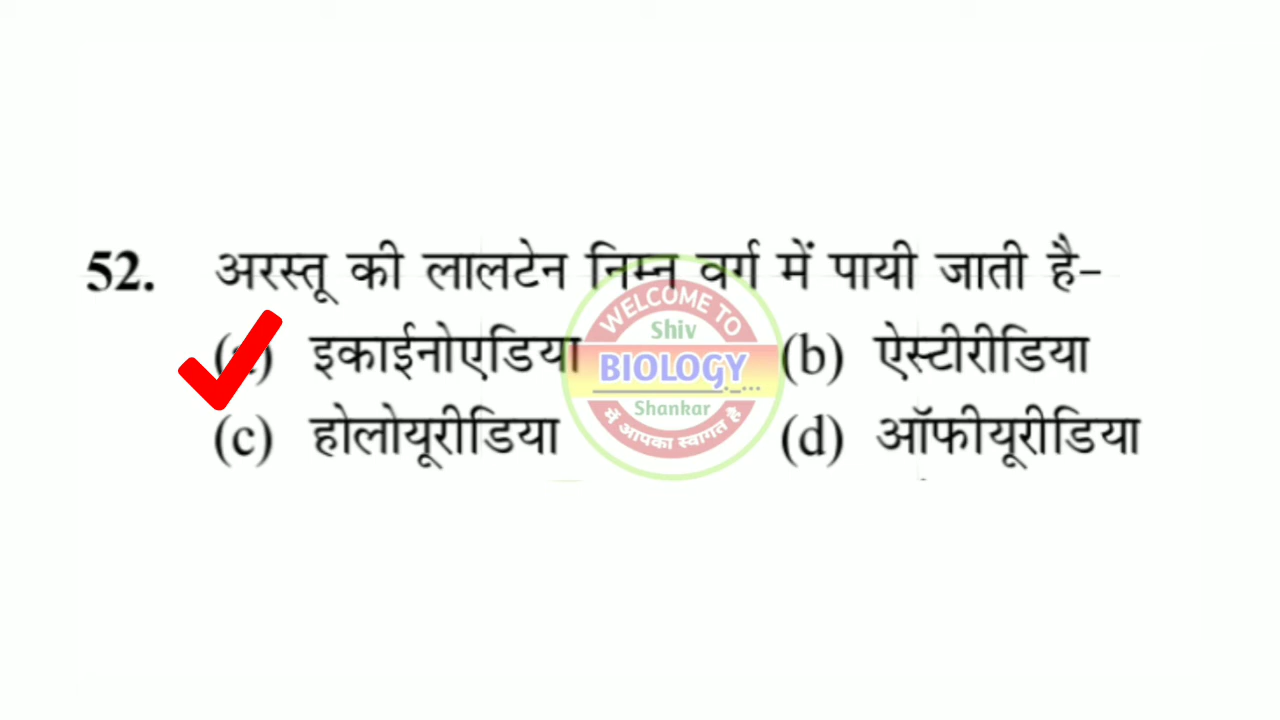 52. अरस्तू की लालटेन निम्न वर्ग में पायी जाती है–
(a) इकाईनोएडिया (b) ऐस्टीरीडिया
(c) होलोयूरीडिया (d) ऑफीयूरीडिया
WELCOME TO
Shiv
BIOLOGY
Shankar
में आपका स्वागत है